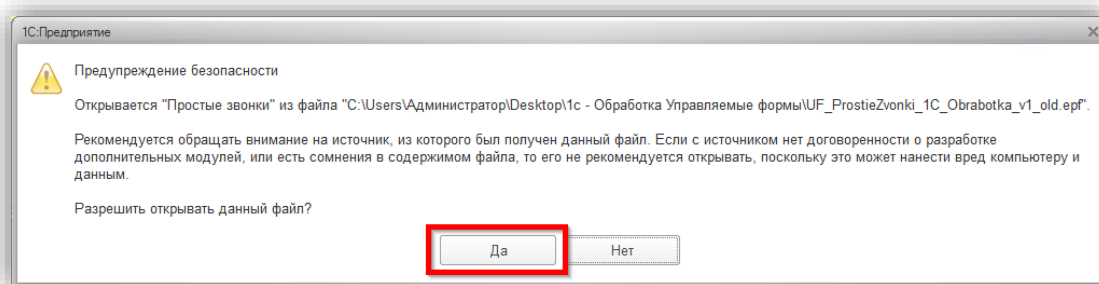 1С:Предприятие
Предупреждение безопасности
Открывается "Простые звонки" из файла "C:\Users\Администратор\Desktop\1с - Обработка Управляемые формы\UF_ProstieZvonki_1C_Obrabotka_v1_old.epf".
Рекомендуется обращать внимание на источник, из которого был получен данный файл. Если с источником нет договоренности о разработке
дополнительных модулей, или есть сомнения в содержимом файла, то его не рекомендуется открывать, поскольку это может нанести вред компьютеру и
данным.
Разрешить открывать данный файл?
Да Нет